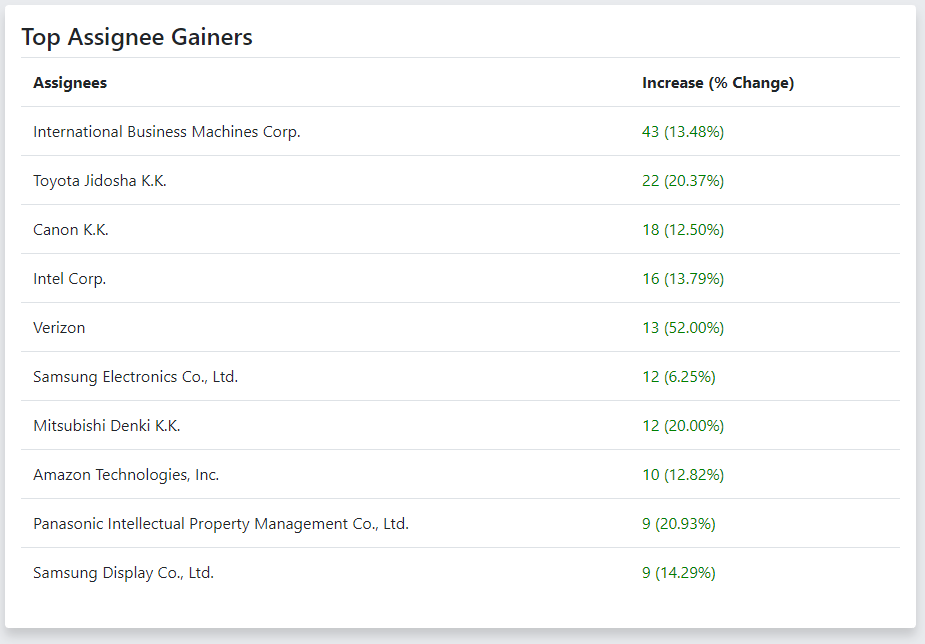 Top Assignee Gainers
Assignees Increase (% Change)
International Business Machines Corp. 43 (13.48%)
Toyota Jidosha K.K. 22 (20.37%)
Canon K.K. 18 (12.50%)
Intel Corp. 16 (13.79%)
Verizon 13 (52.00%)
Samsung Electronics Co., Ltd. 12 (6.25%)
Mitsubishi Denki K.K. 12 (20.00%)
Amazon Technologies, Inc. 10 (12.82%)
Panasonic Intellectual Property Management Co., Ltd. 9 (20.93%)
Samsung Display Co., Ltd. 9 (14.29%)